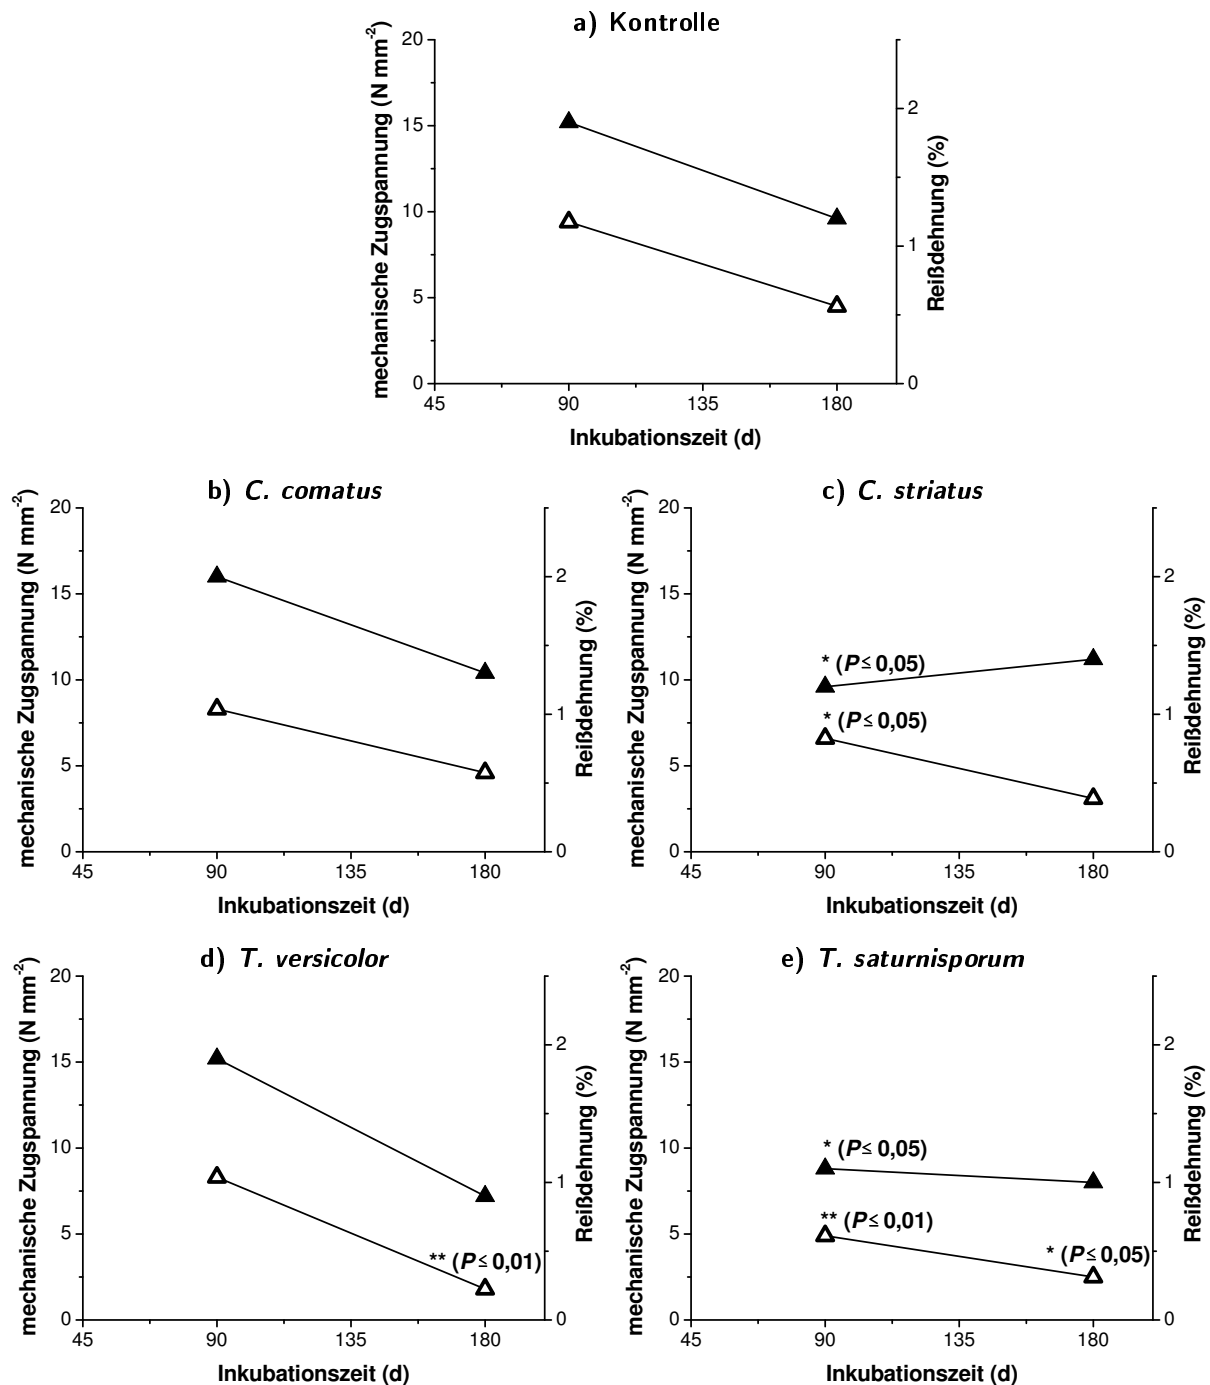 a) Kontrolle
mechanische Zugspannung (N mm-2)
20
15
10
5
0
45 90 135 180
Inkubationszeit (d)
2
1
0
Reißdehnung (%)
b) C. comatus
mechanische Zugspannung (N mm-2)
20
15
10
5
0
45 90 135 180
Inkubationszeit (d)
2
1
0
Reißdehnung (%)
c) C. striatus
mechanische Zugspannung (N mm-2)
20
15
10
5
0
* (P≤ 0,05)
* (P≤ 0,05)
45 90 135 180
Inkubationszeit (d)
2
1
0
Reißdehnung (%)
d) T. versicolor
mechanische Zugspannung (N mm-2)
20
15
10
5
0
** (P≤ 0,01)
45 90 135 180
Inkubationszeit (d)
2
1
0
Reißdehnung (%)
e) T. saturnisporum
mechanische Zugspannung (N mm-2)
20
15
10
5
0
* (P≤ 0,05)
** (P≤ 0,01)
* (P≤ 0,05)
45 90 135 180
Inkubationszeit (d)
2
1
0
Reißdehnung (%)